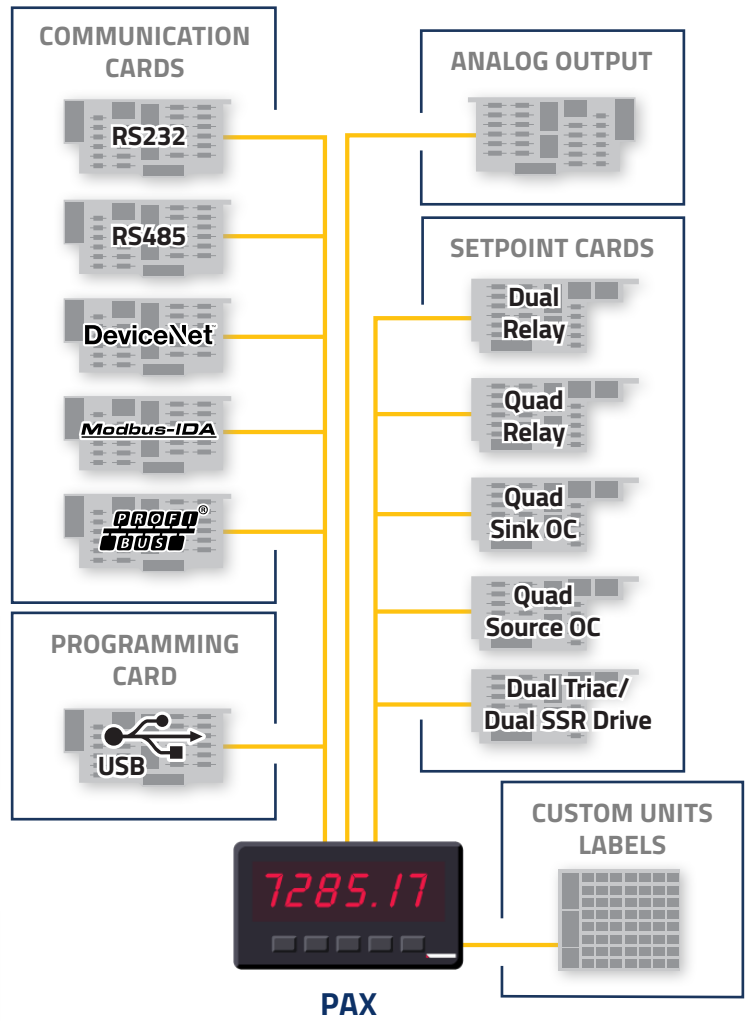 COMMUNICATION
CARDS
RS232
RS485
DeviceNet
Modbus-IDA
PROFI®
BUS
PROGRAMMING
CARD
USB
ANALOG OUTPUT
SETPOINT CARDS
Dual
Relay
Quad
Relay
Quad
Sink OC
Quad
Source OC
Dual Triac/
Dual SSR Drive
CUSTOM UNITS
LABELS
7285.17
PAX